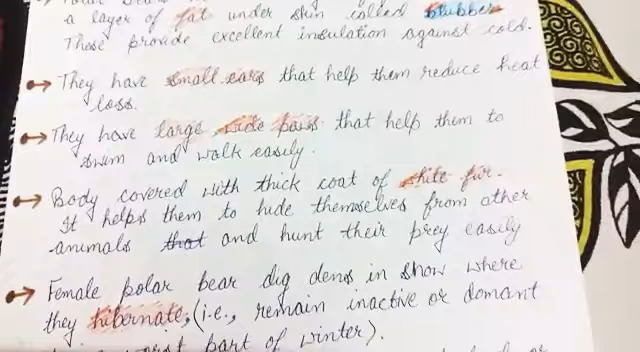 a layer of fat under skin called blubber
These provide excellent insulation against cold.
They have small ears that help them reduce heat
loss.
They have large wide paws that help them to
swim and walk easily.
Body covered with thick coat of white fur.
It helps them to hide themselves from other
animals that and hunt their prey easily
Female polar bear dig dens in snow where
they hibernate, (i.e., remain inactive or domant
part of winter).